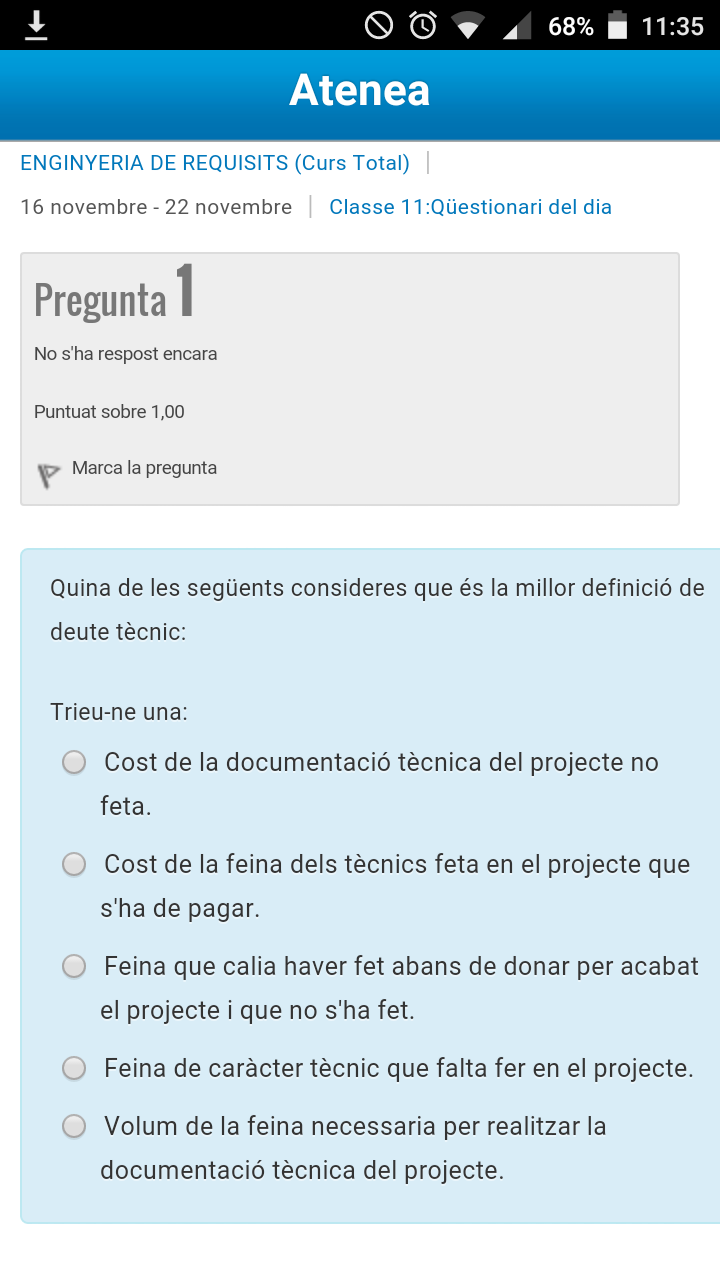 68% 11:35
Atenea
ENGINYERIA DE REQUISITS (Curs Total)
16 novembre - 22 novembre Classe 11:Qüestionari del dia
Pregunta 1
No s'ha respost encara
Puntuat sobre 1,00
Marca la pregunta
Quina de les següents consideres que és la millor definició de
deute tècnic:
Trieu-ne una:
Cost de la documentació tècnica del projecte no
feta.
Cost de la feina dels tècnics feta en el projecte que
s'ha de pagar.
Feina que calia haver fet abans de donar per acabat
el projecte i que no s'ha fet.
Feina de caràcter tècnic que falta fer en el projecte.
Volum de la feina necessaria per realitzar la
documentació tècnica del projecte.